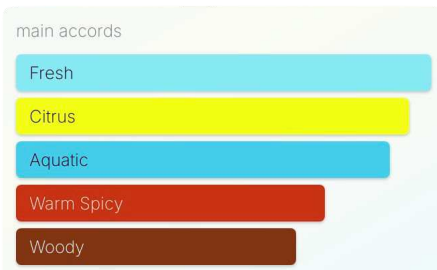 main accords
Fresh
Citrus
Aquatic
Warm Spicy
Woody